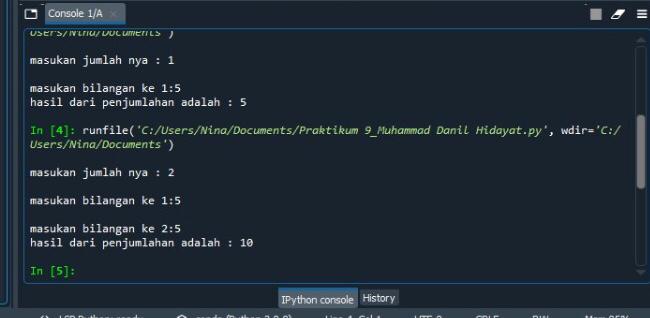 Console 1/A
Users/Nina/Documents')
masukan jumlah nya : 1
masukan bilangan ke 1:5
hasil dari penjumlahan adalah : 5
In [4]: runfile('C:/Users/Nina/Documents/Praktikum 9_Muhammad Danil Hidayat.py', wdir='C:/
Users/Nina/Documents')
masukan jumlah nya : 2
masukan bilangan ke 1:5
masukan bilangan ke 2:5
hasil dari penjumlahan adalah : 10
In [5]:
IPython console History